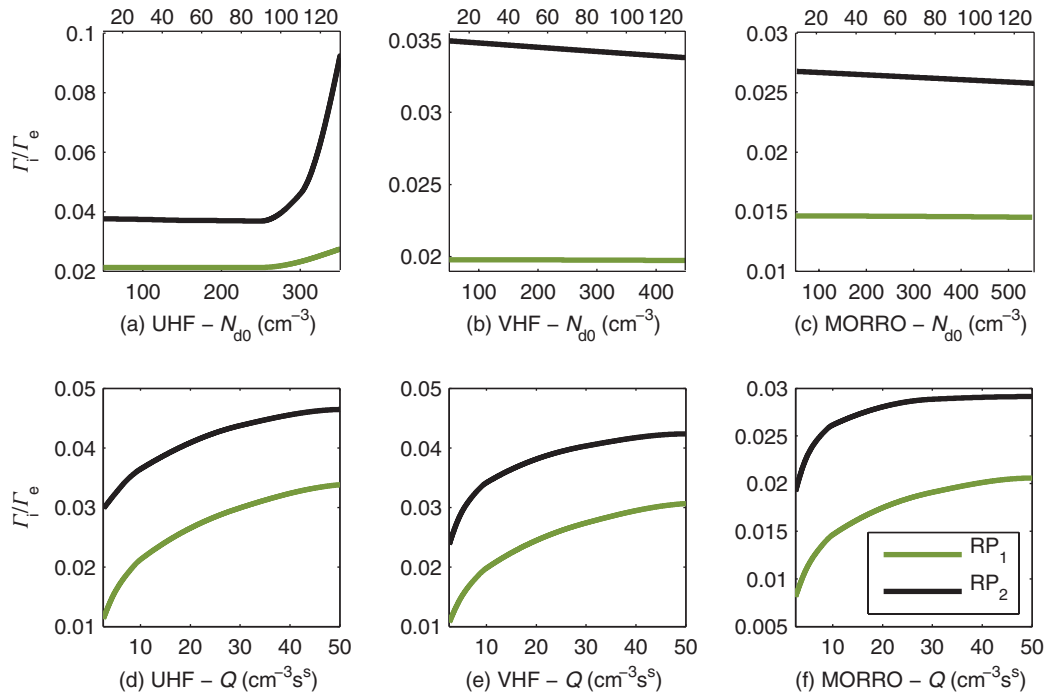 20 40 60 80 100 120
0.1
0.08
0.06
0.04
0.02
Γi/Γe
100 200 300
(a) UHF – Nd0 (cm−3)
20 40 60 80 100 120
0.035
0.03
0.025
0.02
100 200 300 400
(b) VHF – Nd0 (cm−3)
20 40 60 80 100 120
0.03
0.025
0.02
0.015
0.01
100 200 300 400 500
(c) MORRO – Nd0 (cm−3)
0.05
0.04
0.03
0.02
0.01
Γi/Γe
10 20 30 40 50
(d) UHF – Q (cm−3ss)
0.05
0.04
0.03
0.02
0.01
10 20 30 40 50
(e) VHF – Q (cm−3ss)
0.03
0.025
0.02
0.015
0.01
0.005
RP1
RP2
10 20 30 40 50
(f) MORRO – Q (cm−3ss)